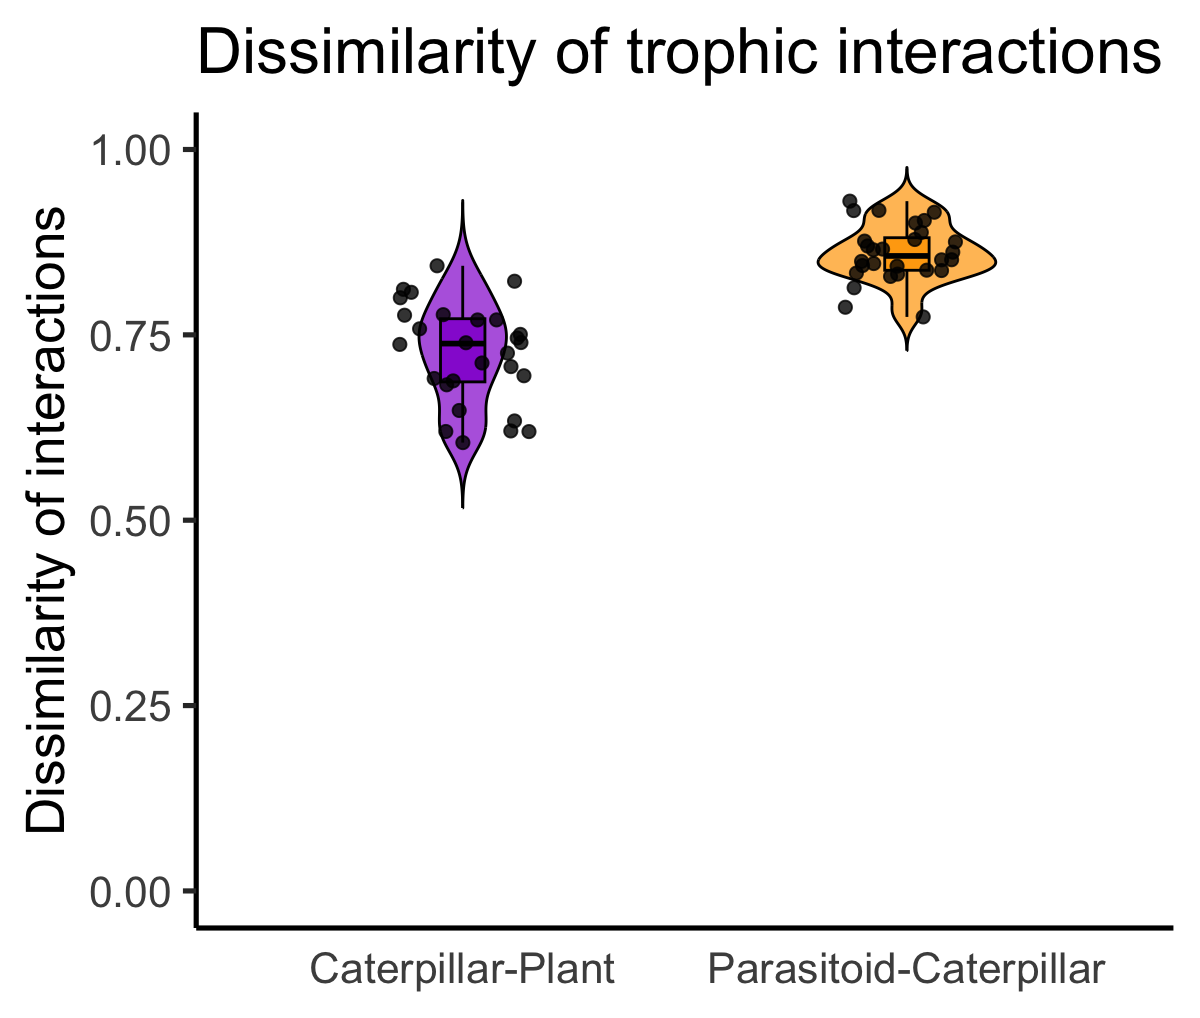 Dissimilarity of trophic interactions
Dissimilarity of interactions
1.00
0.75
0.50
0.25
0.00
Caterpillar-Plant
Parasitoid-Caterpillar